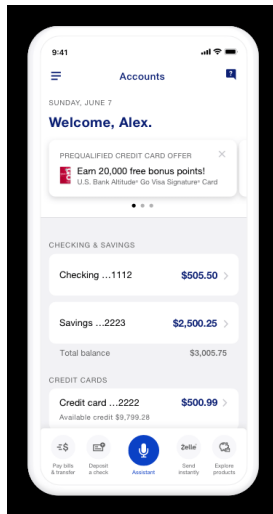 9:41
Accounts
?
SUNDAY, JUNE 7
Welcome, Alex.
PREQUALIFIED CREDIT CARD OFFER
Earn 20,000 free bonus points!
U.S. Bank Altitude® Go Visa Signature® Card
CHECKING & SAVINGS
Checking ...1112 $505.50
Savings ...2223 $2,500.25
Total balance $3,005.75
CREDIT CARDS
Credit card ...2222 $500.99
Available credit $9,799.28
Pay bills & transfer
Deposit a check
Assistant
Zelle
Send instantly
Explore products